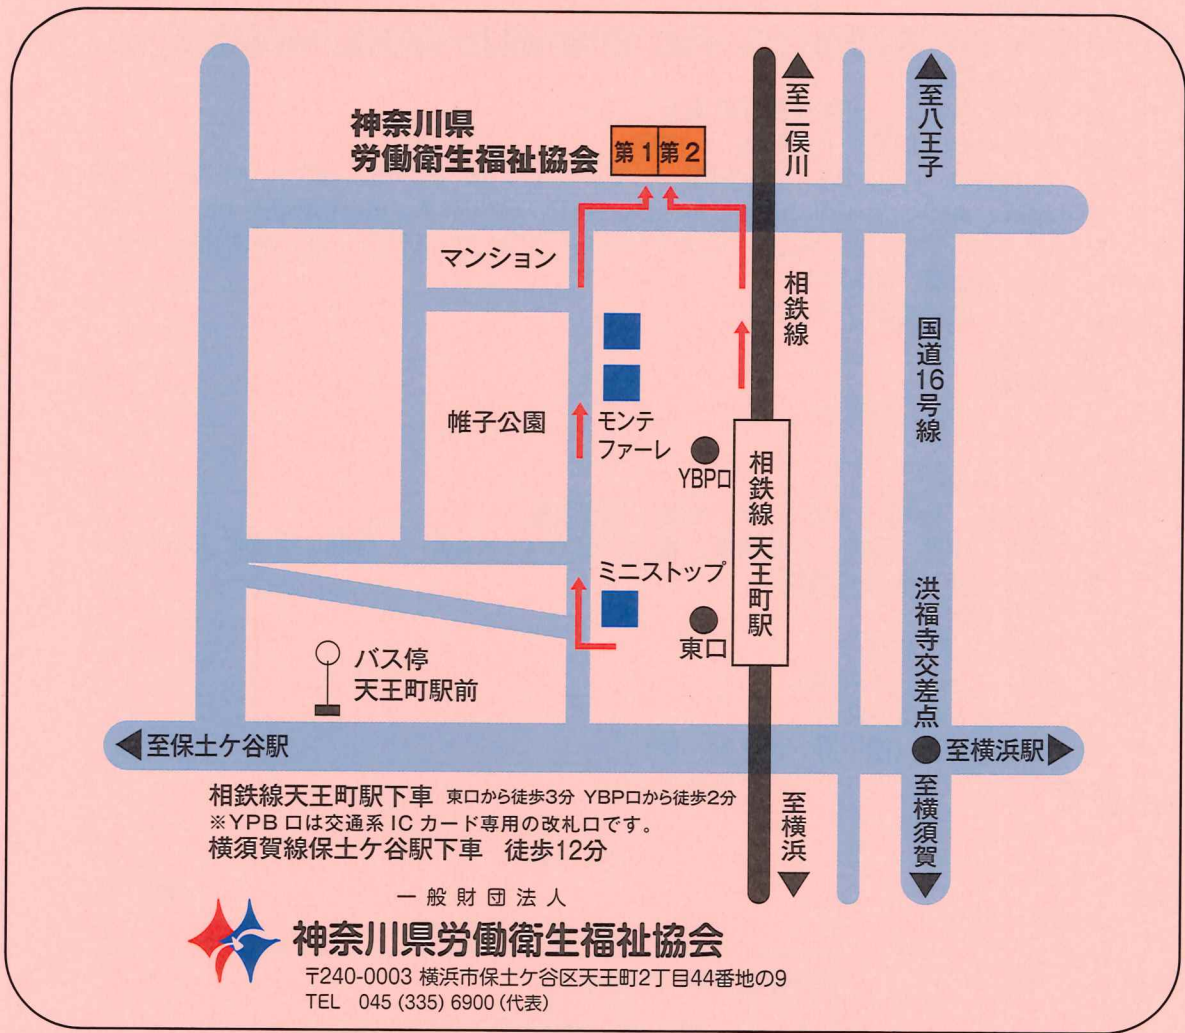 神奈川県
労働衛生福祉協会
第1
第2
至二俣川
至八王子
マンション
相鉄線
国道16号線
帷子公園
モンテ
ファーレ
YBP口
相鉄線 天王町駅
ミニストップ
東口
洪福寺交差点
バス停
天王町駅前
◀至保土ケ谷駅
至横浜駅▶
至横浜
至横須賀
相鉄線天王町駅下車 東口から徒歩3分 YBP口から徒歩2分
※YPB口は交通系ICカード専用の改札口です。
横須賀線保土ケ谷駅下車 徒歩12分
一般財団法人
神奈川県労働衛生福祉協会
〒240-0003 横浜市保土ケ谷区天王町2丁目44番地の9
TEL 045 (335) 6900 (代表)